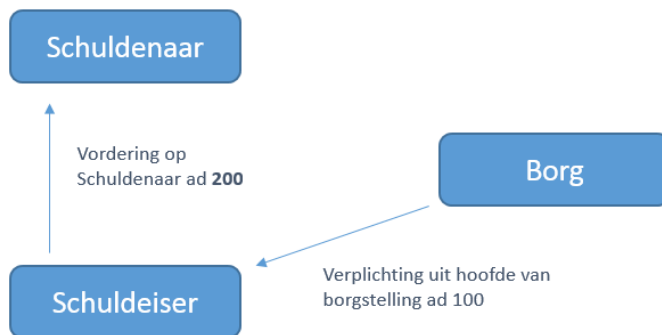 Schuldenaar
Vordering op
Schuldenaar ad 200
Borg
Verplichting uit hoofde van
borgstelling ad 100
Schuldeiser